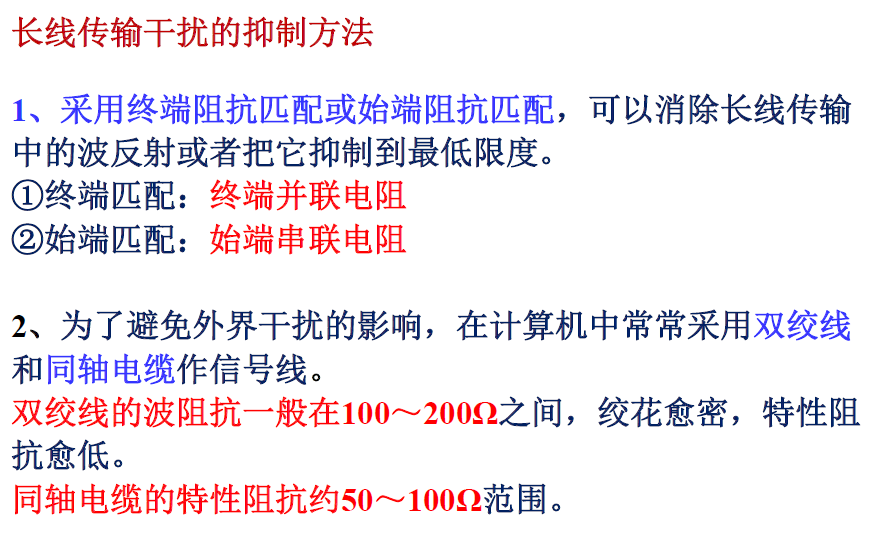 长线传输干扰的抑制方法
1、采用终端阻抗匹配或始端阻抗匹配，可以消除长线传输
中的波反射或者把它抑制到最低限度。
①终端匹配：终端并联电阻
②始端匹配：始端串联电阻
2、为了避免外界干扰的影响，在计算机中常常采用双绞线
和同轴电缆作信号线。
双绞线的波阻抗一般在100～200Ω之间，绞花愈密，特性阻
抗愈低。
同轴电缆的特性阻抗约50～100Ω范围。